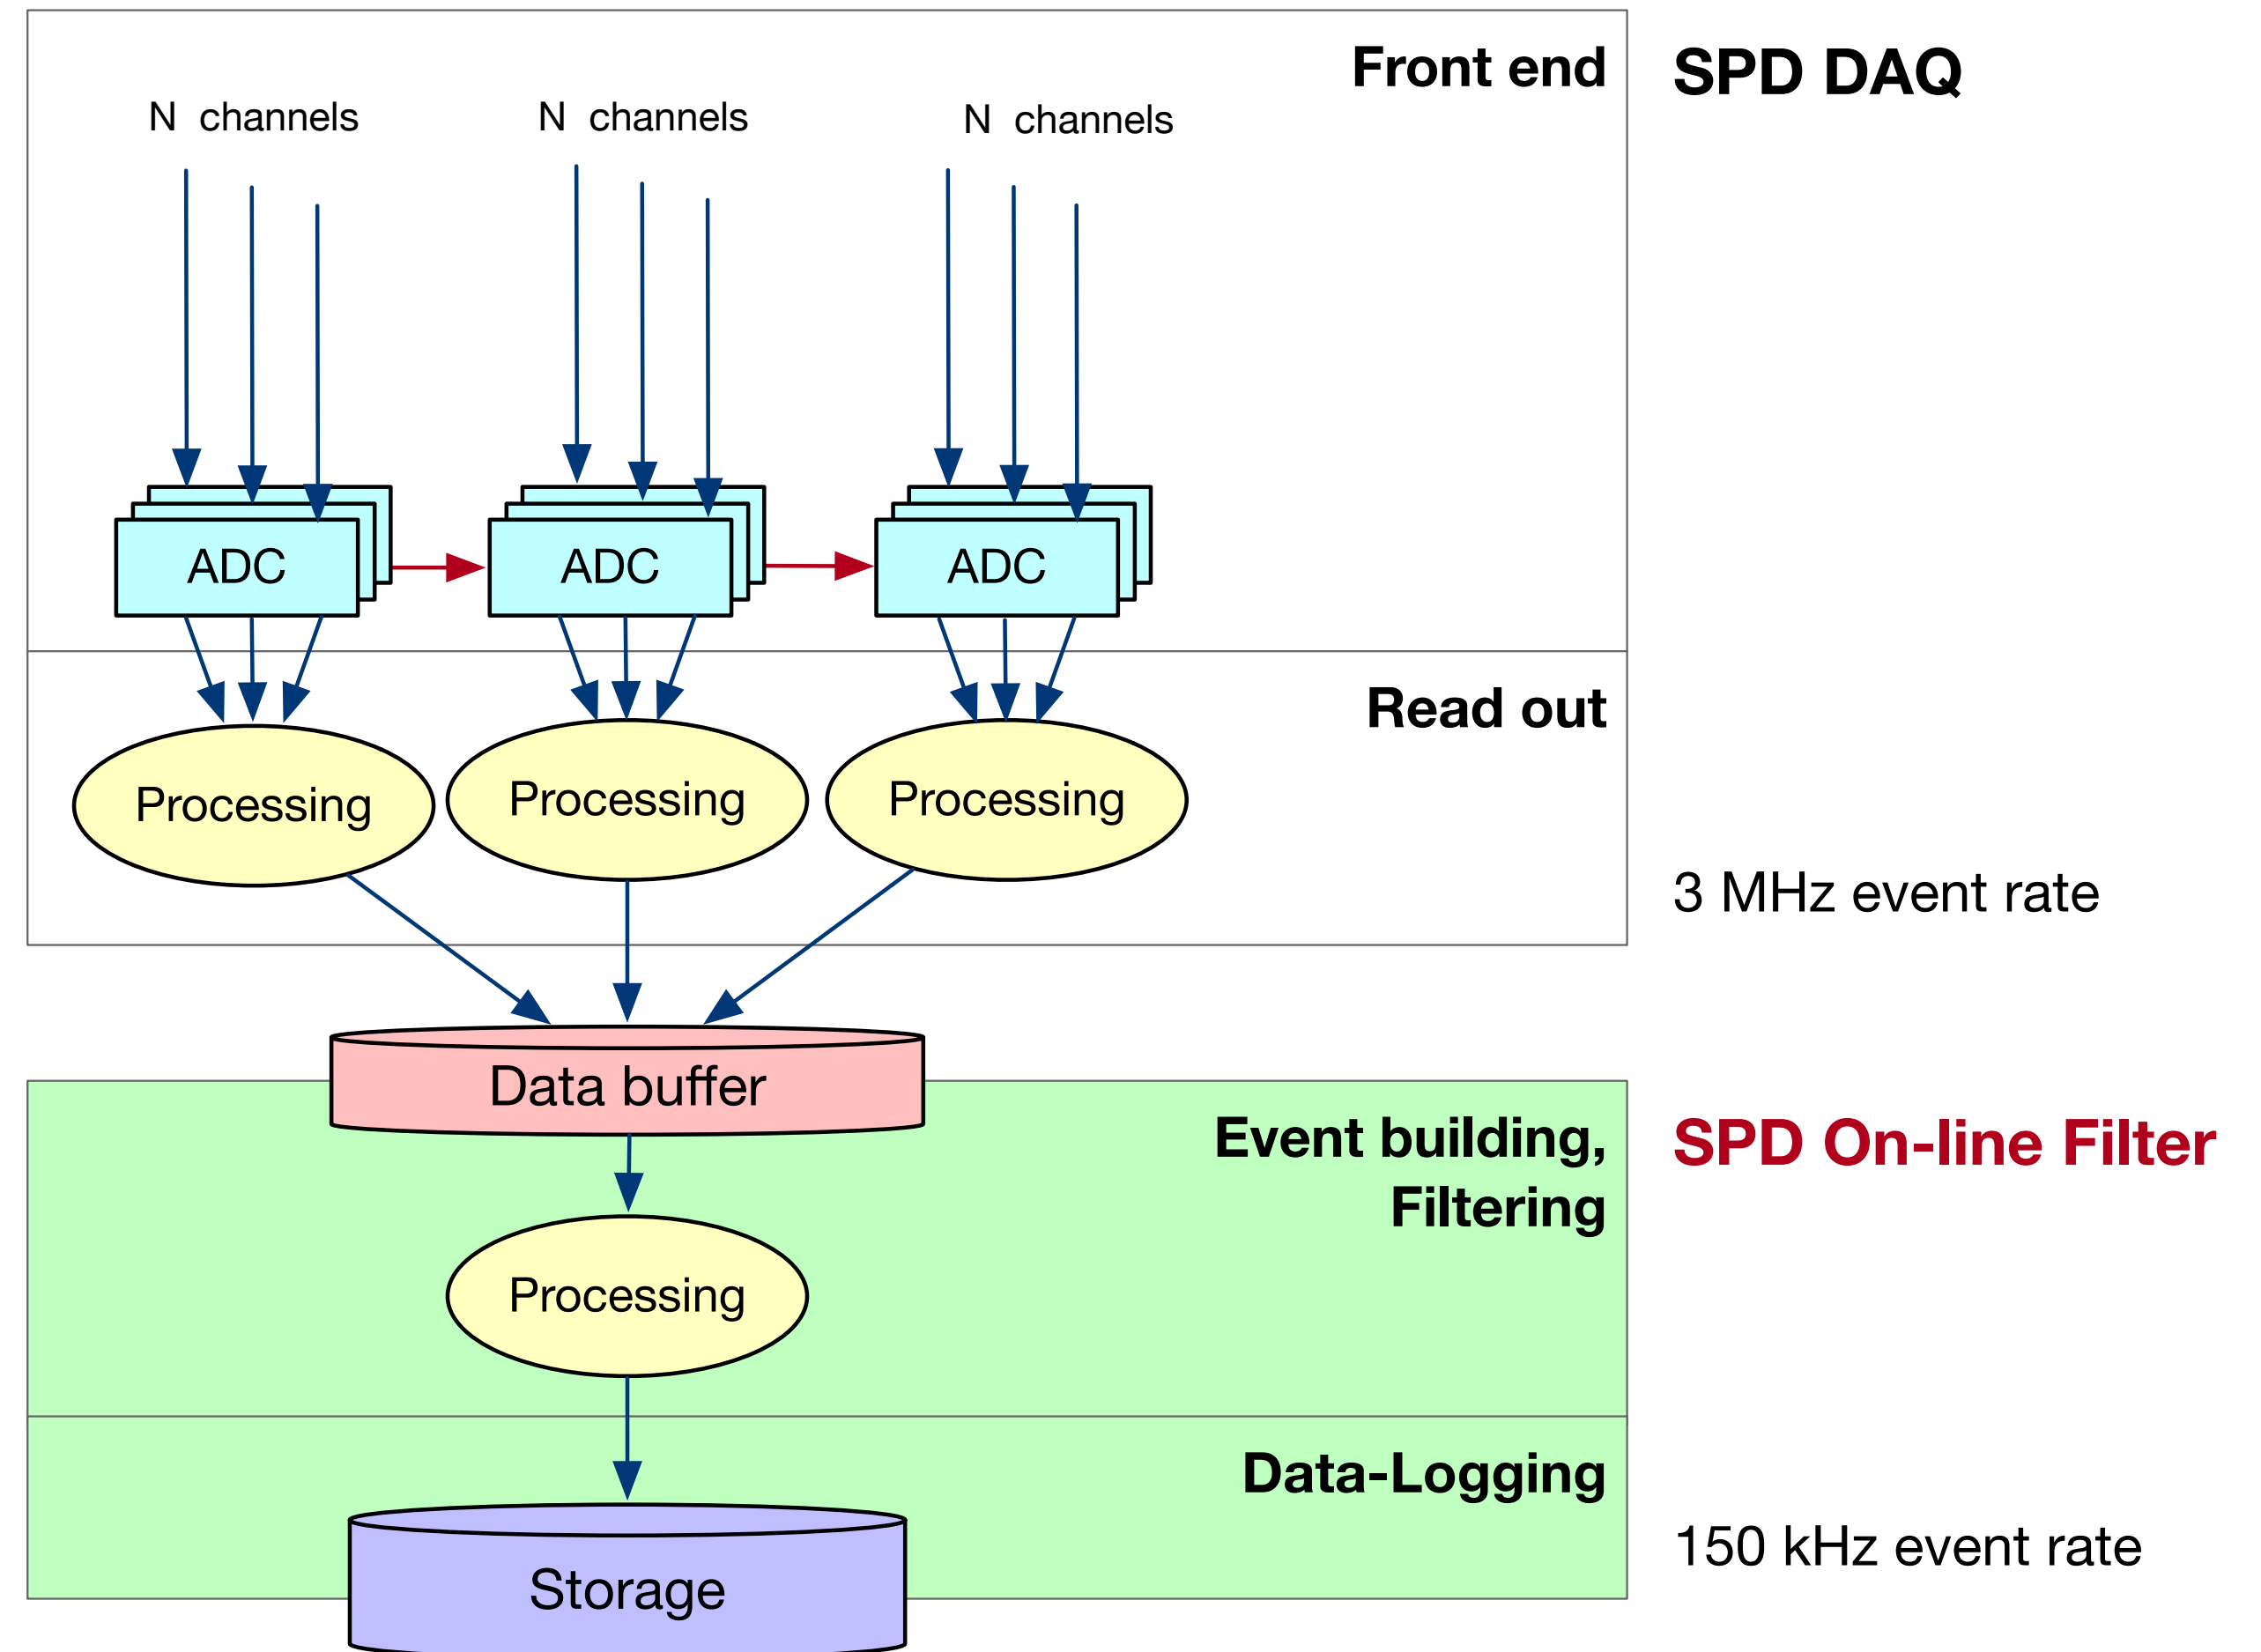 Front end
SPD DAQ
N channels
N channels
N channels
ADC
ADC
ADC
Read out
Processing
Processing
Processing
3 MHz event rate
Data buffer
Event building,
Filtering
SPD On-line Filter
Processing
Data-Logging
150 kHz event rate
Storage